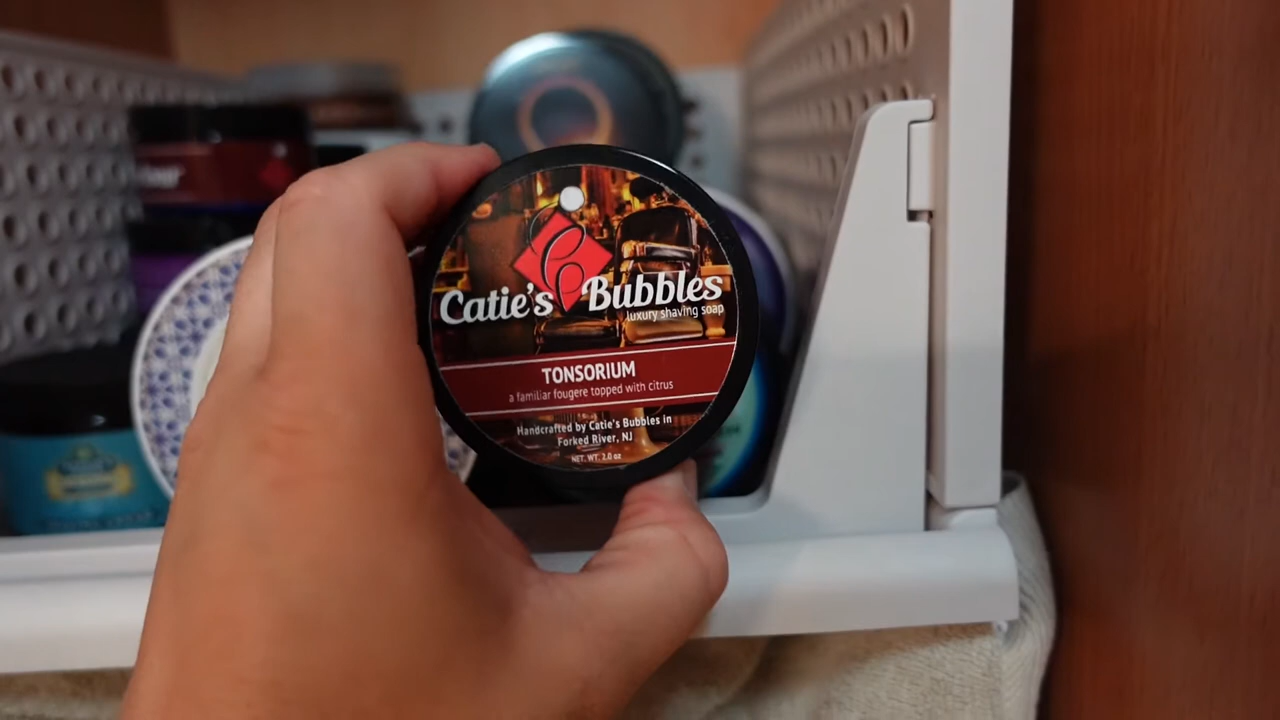 Catie's Bubbles
luxury shaving soap
TONSORIUM
a familiar fougere topped with citrus
Handcrafted by Catie's Bubbles in
Forked River, NJ
NET. WT. 2.0 oz